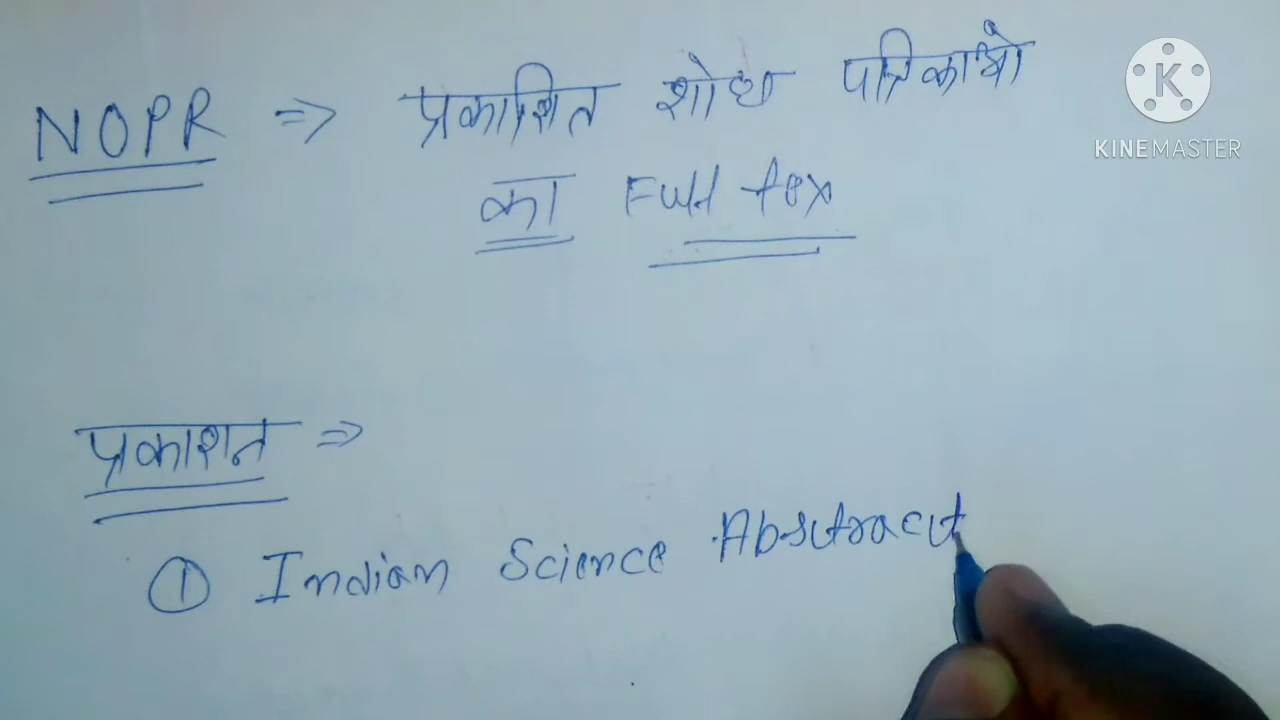 NOPR ⇒ प्रकाशित शोध पत्रिकाओ
का Full tex
प्रकाशन ⇒
① Indian Science Abstract
KINEMASTER